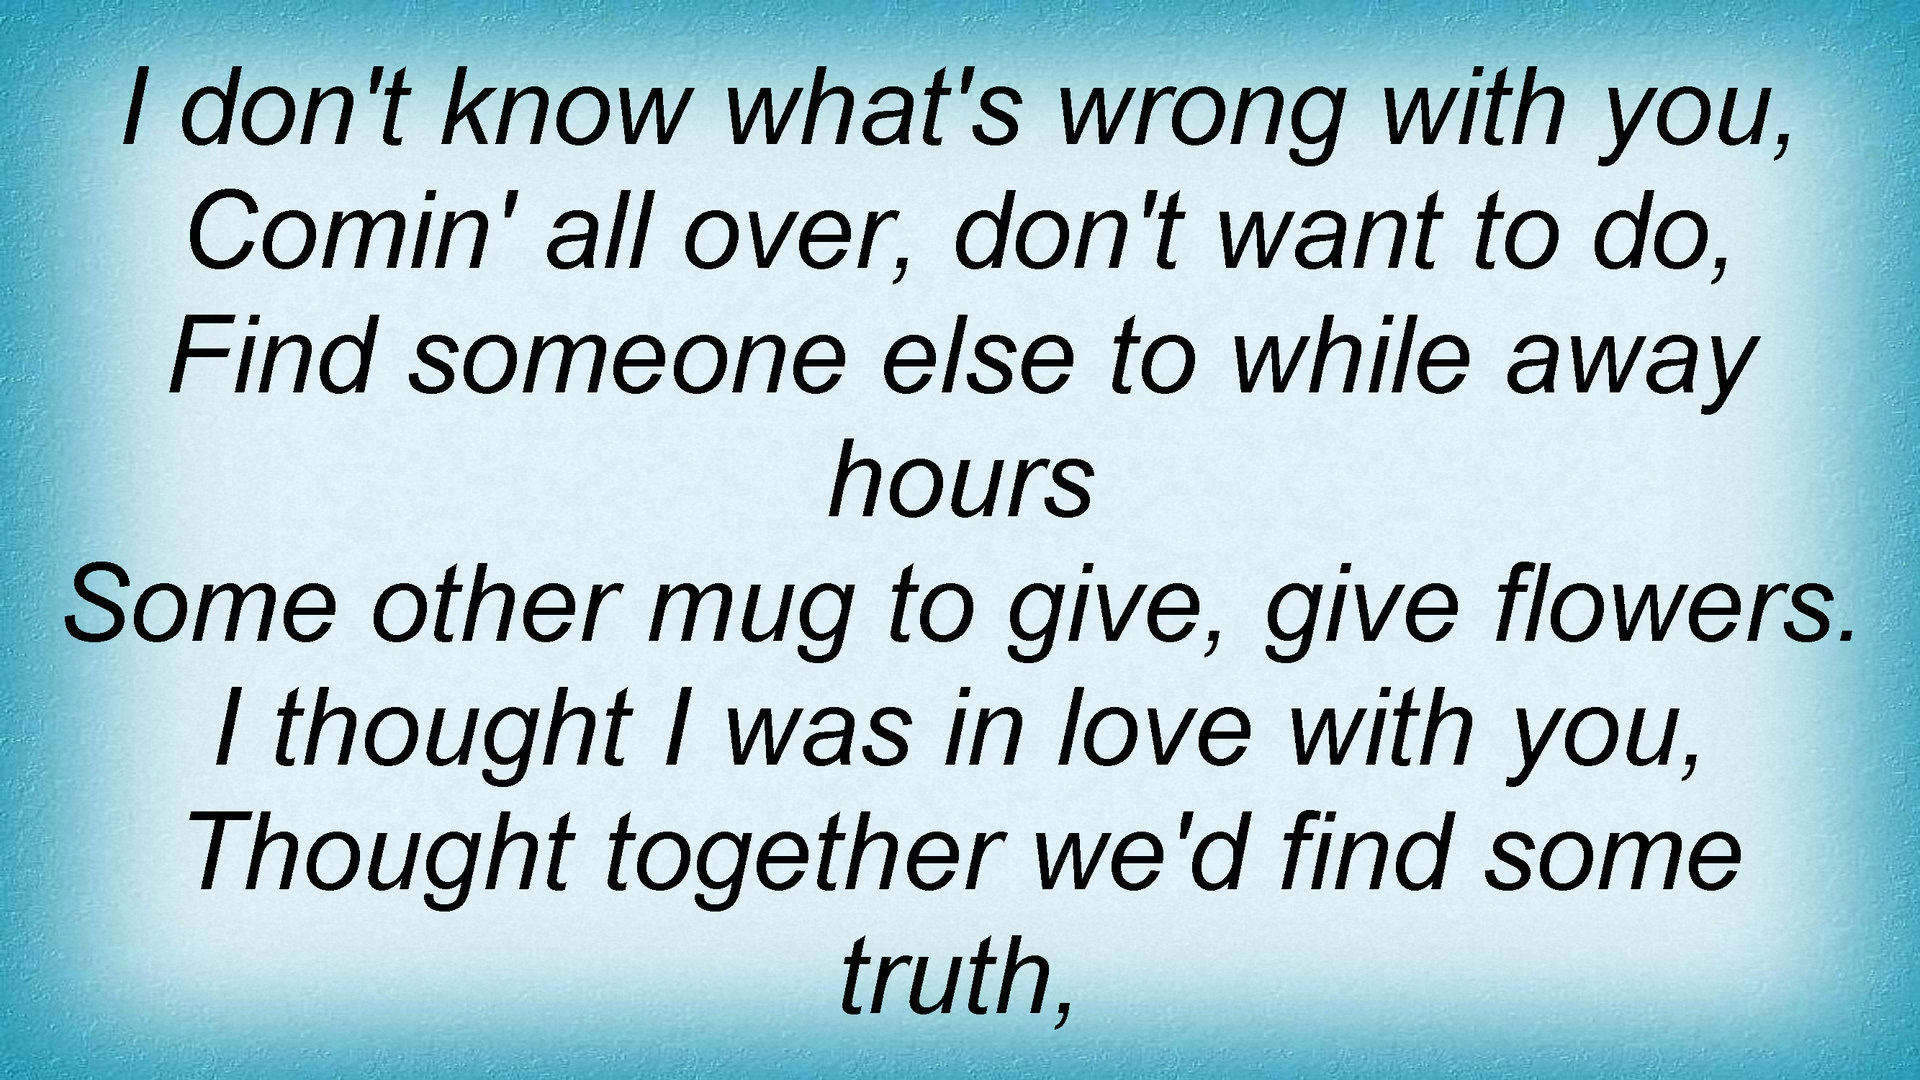 I don't know what's wrong with you,
Comin' all over, don't want to do,
Find someone else to while away
hours
Some other mug to give, give flowers.
I thought I was in love with you,
Thought together we'd find some
truth,